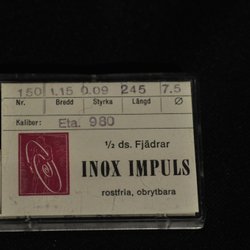 150 1.15 0.09 245 7.5
Nr. Bredd Styrka Längd Ø
Kaliber: Eta. 980
½ ds. Fjädrar
INOX IMPULS
rostfria, obrytbara